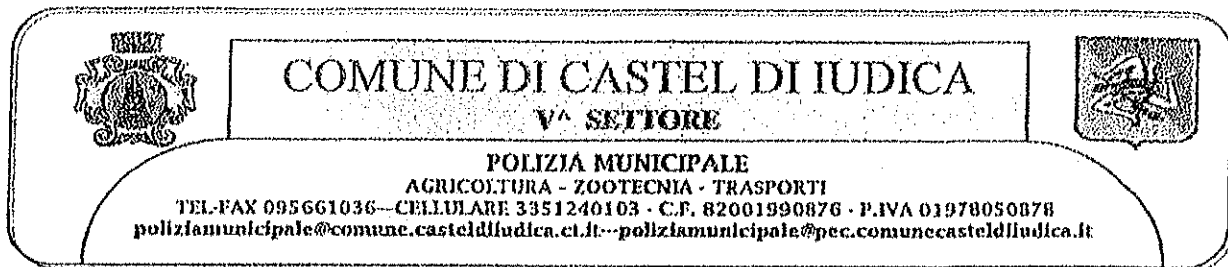 COMUNE DI CASTEL DI IUDICA
V^ SETTORE
POLIZIA MUNICIPALE
AGRICOLTURA - ZOOTECNIA - TRASPORTI
TEL-FAX 095661036--CELLULARE 3351240103 - C.F. 82001990876 - P.IVA 01978050878
poliziamunicipale@comune.casteldiiudica.ct.it--poliziamunicipale@pec.comunecasteldiiudica.it